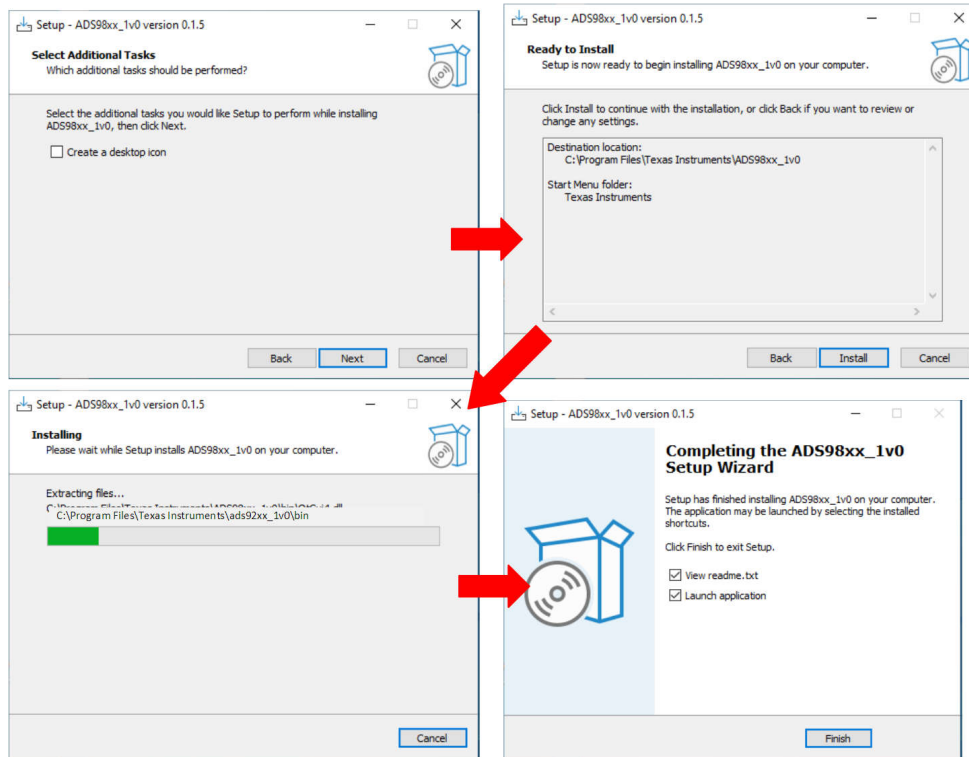 Setup - ADS98xx_1v0 version 0.1.5
Select Additional Tasks
Which additional tasks should be performed?
Select the additional tasks you would like Setup to perform while installing
ADS98xx_1v0, then click Next.
Create a desktop icon
Back
Next
Cancel
Setup - ADS98xx_1v0 version 0.1.5
Ready to Install
Setup is now ready to begin installing ADS98xx_1v0 on your computer.
Click Install to continue with the installation, or click Back if you want to review or
change any settings.
Destination location:
C:\Program Files\Texas Instruments\ADS98xx_1v0
Start Menu folder:
Texas Instruments
Back
Install
Cancel
Setup - ADS98xx_1v0 version 0.1.5
Installing
Please wait while Setup installs ADS98xx_1v0 on your computer.
Extracting files...
C:\Program Files\Texas Instruments\ads92xx_1v0\bin
Cancel
Setup - ADS98xx_1v0 version 0.1.5
Completing the ADS98xx_1v0
Setup Wizard
Setup has finished installing ADS98xx_1v0 on your computer.
The application may be launched by selecting the installed
shortcuts.
Click Finish to exit Setup.
View readme.txt
Launch application
Finish